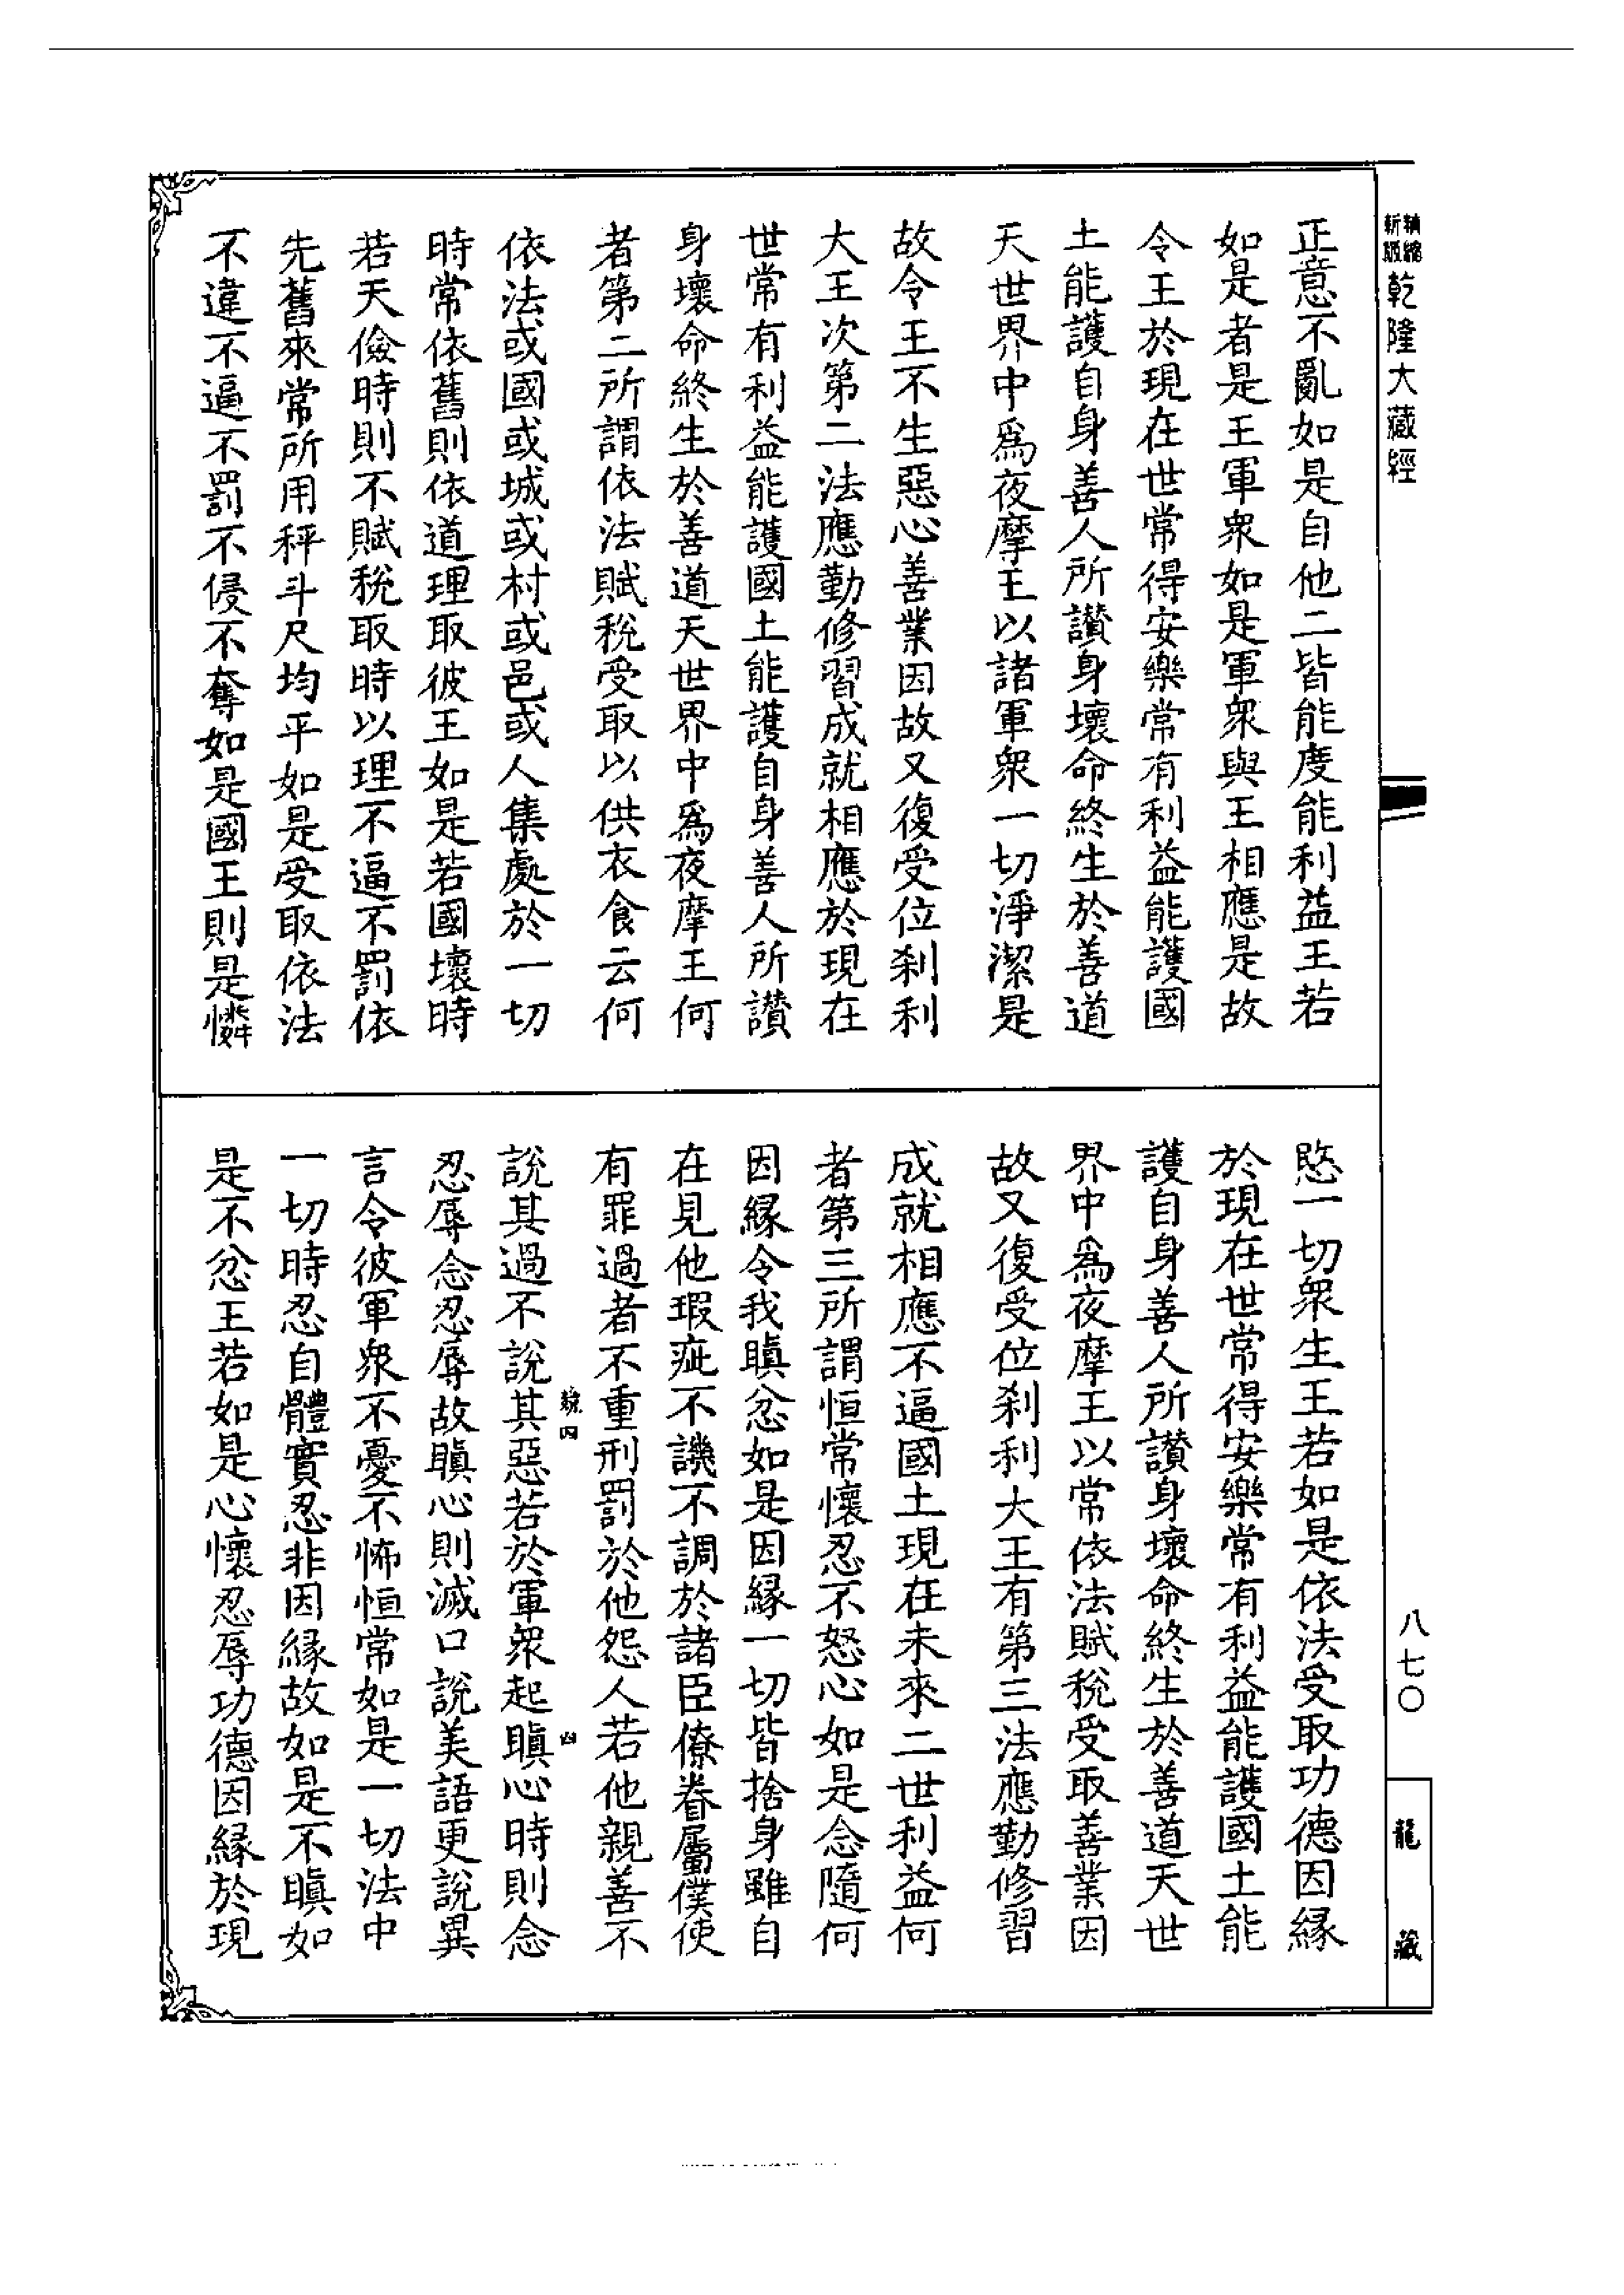 精縮
新版
乾隆大藏經
正意不亂如是自他二皆能度能利益王若
如是者是王軍衆如是軍衆與王相應是故
令王於現在世常得安樂常有利益能護國
土能護自身善人所讃身壞命終生於善道
天世界中爲夜摩王以諸軍衆一切淨潔是
故令王不生惡心善業因故又復受位刹利
大王次第二法應勤修習成就相應於現在
世常有利益能護國土能護自身善人所讃
身壞命終生於善道天世界中爲夜摩王何
者第二所謂依法賦稅受取以供衣食云何
依法或國或城或村或邑或人集處於一切
時常依舊則依道理取彼王如是若國壞時
若天儉時則不賦稅取時以理不逼不罰依
先舊來常所用秤斗尺均平如是受取依法
不違不逼不罰不侵不奪如是國王則是憐
愍一切衆生王若如是依法受取功德因緣
於現在世常得安樂常有利益能護國土能
護自身善人所讃身壞命終生於善道天世
界中爲夜摩王以常依法賦稅受取善業因
故又復受位刹利大王有第三法應勤修習
成就相應不逼國土現在未來二世利益何
者第三所謂恒常懷忍不怒心如是念隨何
因緣令我瞋忿如是因緣一切皆捨身雖自
在見他瑕疵不譏不調於諸臣僚眷屬僕使
有罪過者不重刑罰於他怨人若他親善不
說其過不說其惡若於軍衆起瞋心時則念
忍辱念忍辱故瞋心則滅口說美語更說異
言令彼軍衆不憂不怖恒常如是一切法中
一切時忍自體實忍非因緣故如是不瞋如
是不忿王若如是心懷忍辱功德因緣於現
八七〇
龍藏